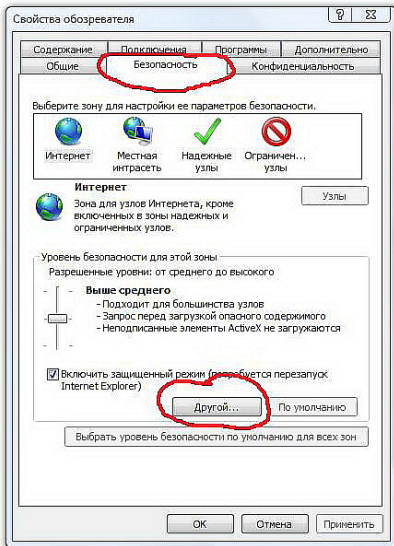 Свойства обозревателя
Содержание Подключения Программы Дополнительно
Общие Безопасность Конфиденциальность
Выберите зону для настройки ее параметров безопасности.
Интернет Местная интрасеть Надежные узлы Ограничен... узлы
Интернет
Узлы
Зона для узлов Интернета, кроме
включенных в зоны надежных и
ограниченных узлов.
Уровень безопасности для этой зоны
Разрешенные уровни: от среднего до высокого
Выше среднего
- Подходит для большинства узлов
- Запрос перед загрузкой опасного содержимого
- Неподписанные элементы ActiveX не загружаются
Включить защищенный режим (потребуется перезапуск
Internet Explorer)
Другой... По умолчанию
Выбрать уровень безопасности по умолчанию для всех зон
ОК Отмена Применить